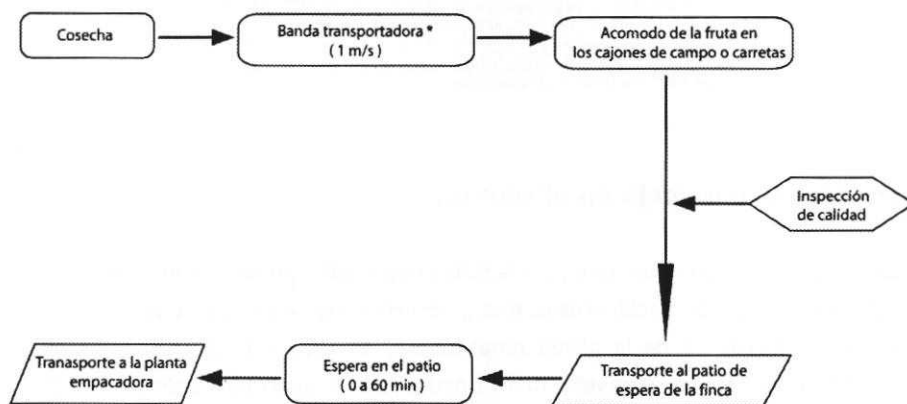 Cosecha
Banda transportadora *
( 1 m/s )
Acomodo de la fruta en
los cajones de campo o carretas
Inspección
de calidad
Transporte al patio de
espera de la finca
Espera en el patio
( 0 a 60 min )
Tranasporte a la planta
empacadora